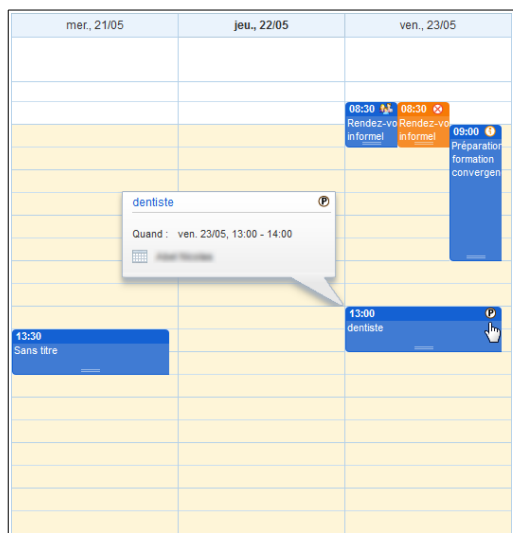 mer., 21/05
jeu., 22/05
ven., 23/05
08:30
Rendez-vo
informel
08:30
Rendez-vo
informel
09:00
Préparation
formation
convergen
dentiste
P
Quand : ven. 23/05, 13:00 - 14:00
13:00
P
dentiste
13:30
Sans titre